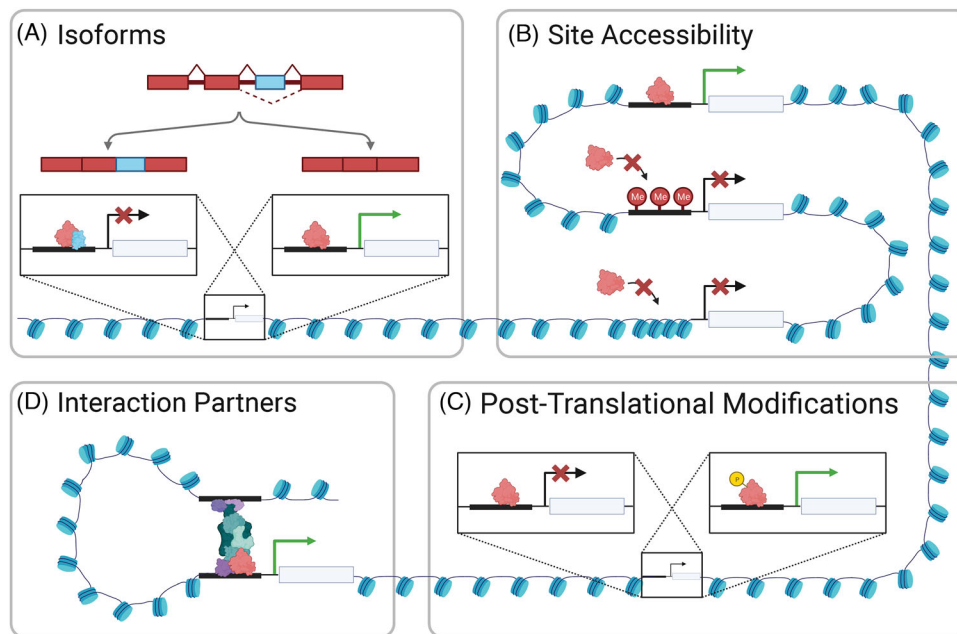 (A) Isoforms
(B) Site Accessibility
Me Me Me
(D) Interaction Partners
(C) Post-Translational Modifications
P